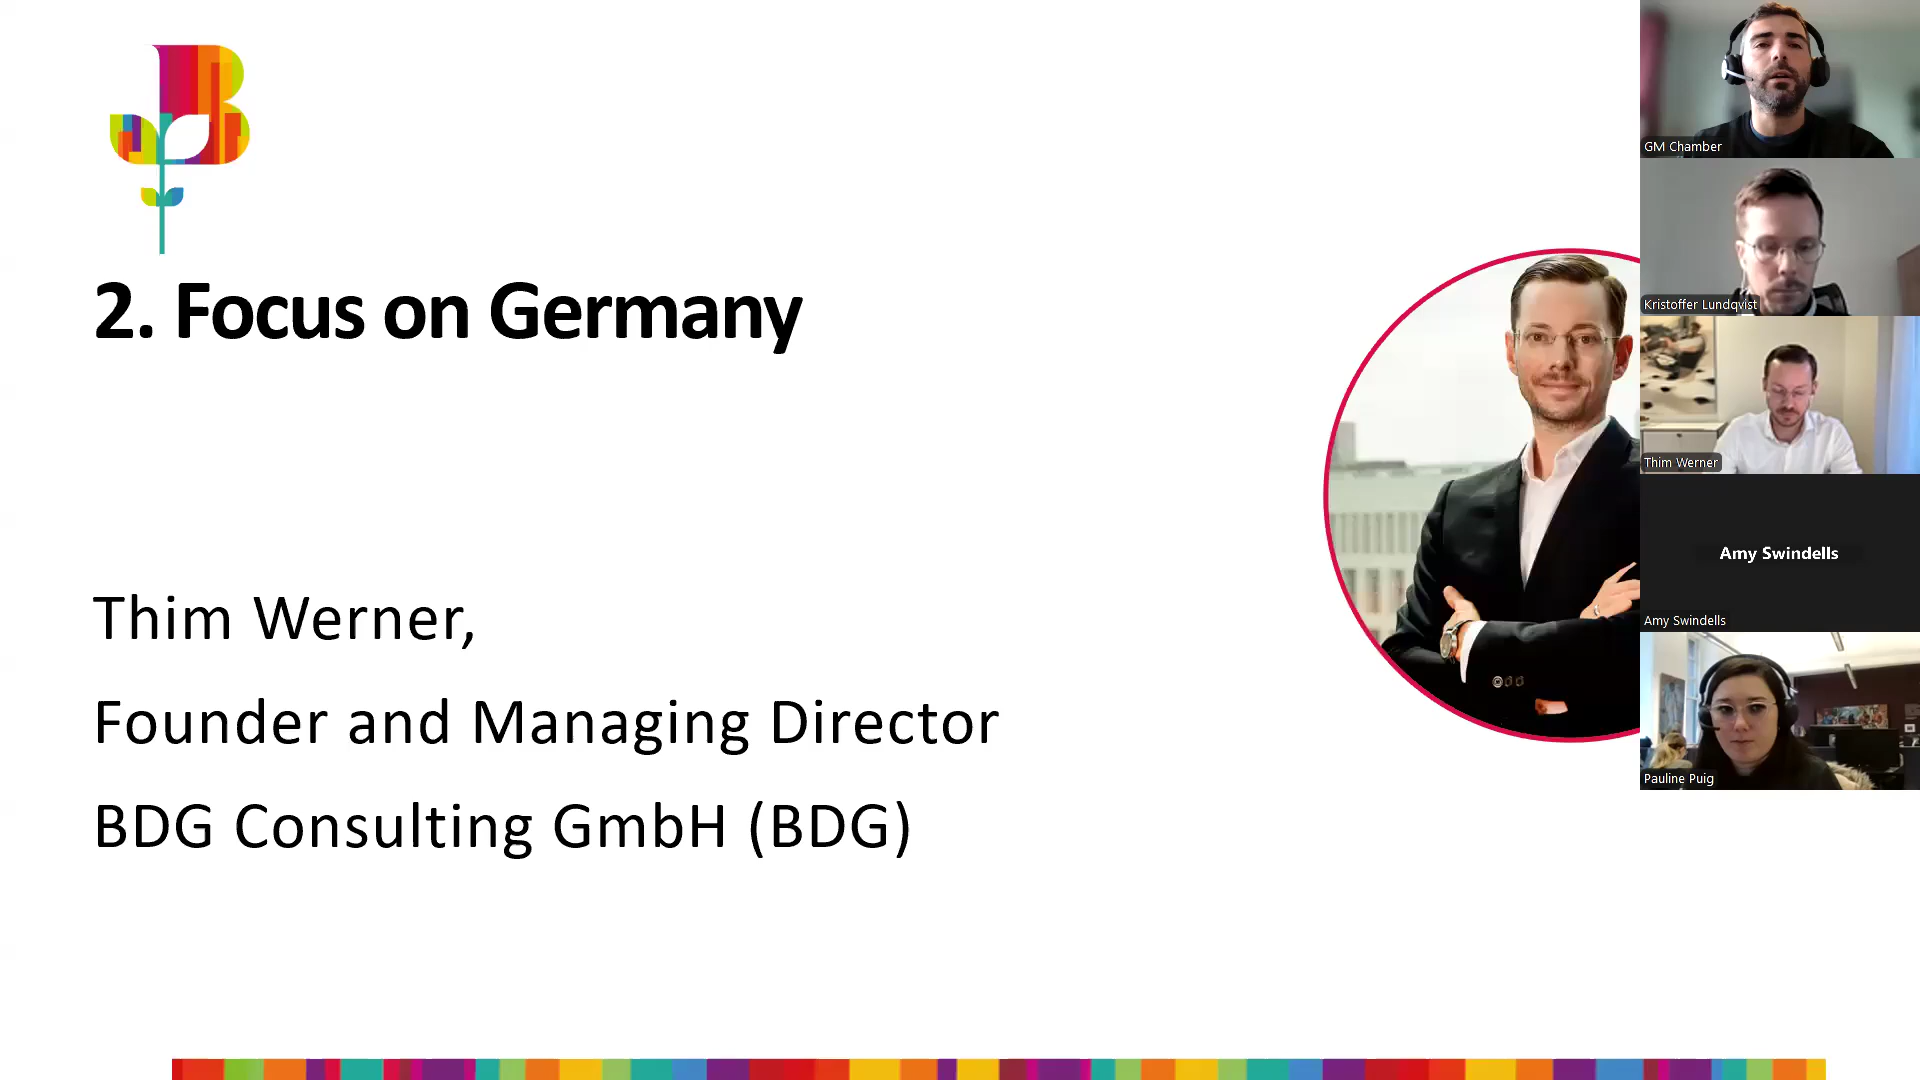 2. Focus on Germany
Thim Werner,
Founder and Managing Director
BDG Consulting GmbH (BDG)
GM Chamber
Kristoffer Lundqvist
Thim Werner
Amy Swindells
Amy Swindells
Pauline Puig